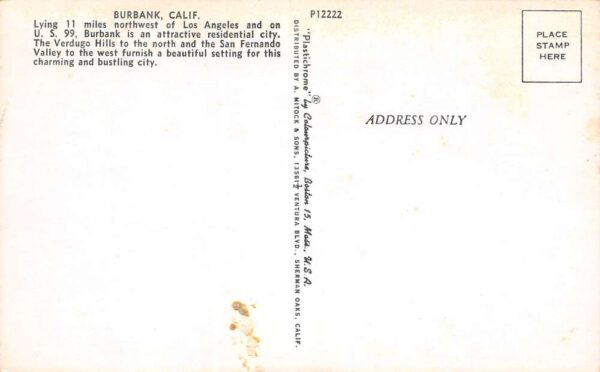 BURBANK, CALIF.
Lying 11 miles northwest of Los Angeles and on
U. S. 99, Burbank is an attractive residential city.
The Verdugo Hills to the north and the San Fernando
Valley to the west furnish a beautiful setting for this
charming and bustling city.
P12222
"Plastichrome" ® by Colourpicture, Boston 15, Mass., U.S.A.
DISTRIBUTED BY A. MITOCK & SONS, 13561½ VENTURA BLVD., SHERMAN OAKS, CALIF.
PLACE
STAMP
HERE
ADDRESS ONLY